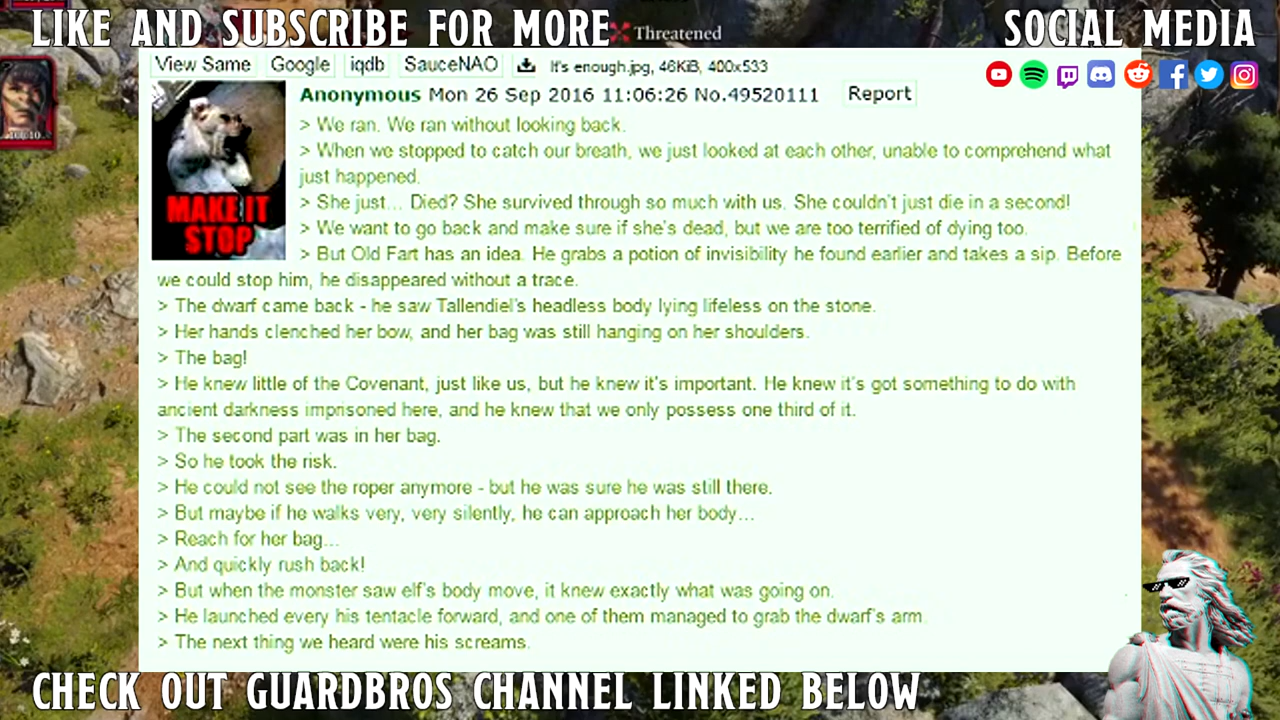 LIKE AND SUBSCRIBE FOR MORE
Threatened
SOCIAL MEDIA
View Same Google iqdb SauceNAO It's enough.jpg, 46KiB, 400x533
Anonymous Mon 26 Sep 2016 11:06:26 No.49520111 Report
> We ran. We ran without looking back.
> When we stopped to catch our breath, we just looked at each other, unable to comprehend what
just happened.
> She just... Died? She survived through so much with us. She couldn't just die in a second!
> We want to go back and make sure if she's dead, but we are too terrified of dying too.
> But Old Fart has an idea. He grabs a potion of invisibility he found earlier and takes a sip. Before
we could stop him, he disappeared without a trace.
MAKE IT
STOP
> The dwarf came back - he saw Tallendiel's headless body lying lifeless on the stone.
> Her hands clenched her bow, and her bag was still hanging on her shoulders.
> The bag!
> He knew little of the Covenant, just like us, but he knew it's important. He knew it's got something to do with
ancient darkness imprisoned here, and he knew that we only possess one third of it.
> The second part was in her bag.
> So he took the risk.
> He could not see the roper anymore - but he was sure he was still there.
> But maybe if he walks very, very silently, he can approach her body...
> Reach for her bag...
> And quickly rush back!
> But when the monster saw elf's body move, it knew exactly what was going on.
> He launched every his tentacle forward, and one of them managed to grab the dwarf's arm.
> The next thing we heard were his screams.
CHECK OUT GUARDBROS CHANNEL LINKED BELOW